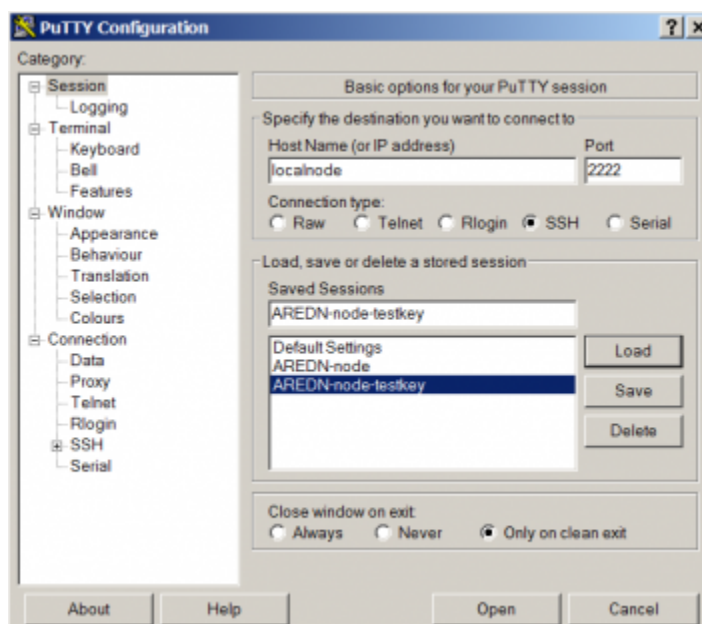 PuTTY Configuration
Category:
Session
Logging
Terminal
Keyboard
Bell
Features
Window
Appearance
Behaviour
Translation
Selection
Colours
Connection
Data
Proxy
Telnet
Rlogin
SSH
Serial
Basic options for your PuTTY session
Specify the destination you want to connect to
Host Name (or IP address) Port
localnode 2222
Connection type:
Raw Telnet Rlogin SSH Serial
Load, save or delete a stored session
Saved Sessions
AREDN-node-testkey
Default Settings
AREDN-node
AREDN-node-testkey
Load
Save
Delete
Close window on exit:
Always Never Only on clean exit
About Help Open Cancel